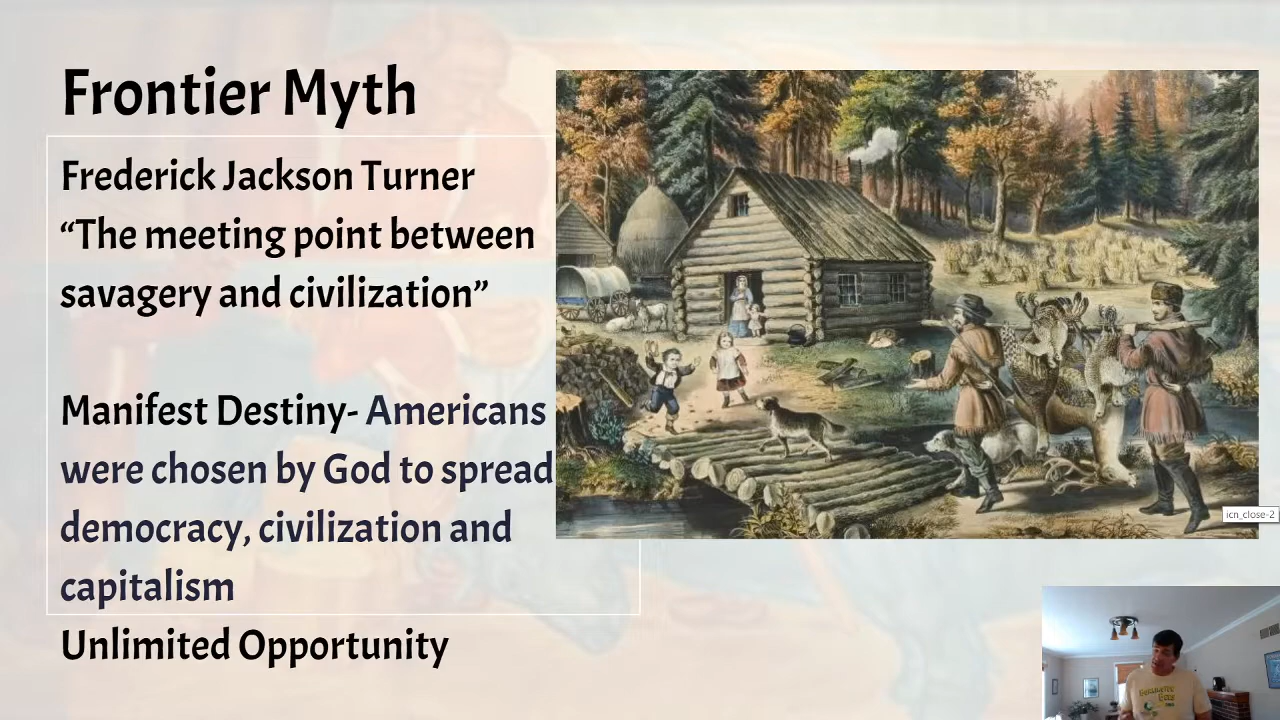 Frontier Myth
Frederick Jackson Turner
“The meeting point between
savagery and civilization”
Manifest Destiny- Americans
were chosen by God to spread
democracy, civilization and
capitalism
Unlimited Opportunity
icn_close-2